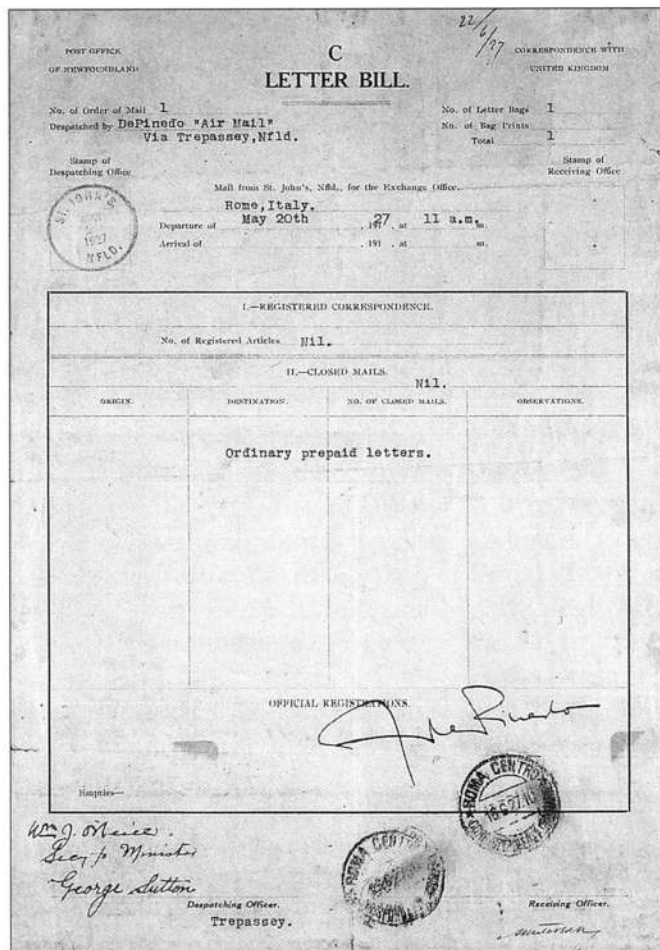 22/6/27
POST OFFICE
OF NEWFOUNDLAND
C
LETTER BILL.
CORRESPONDENCE WITH
UNITED KINGDOM
No. of Order of Mail 1
Despatched by DePinedo "Air Mail"
Via Trepassey,Nfld.
No. of Letter Bags 1
No. of Bag Prints
Total 1
Stamp of
Despatching Office
Stamp of
Receiving Office
ST. JOHN'S
1927
NFLD.
Mail from St. John's, Nfld., for the Exchange Office.
Rome,Italy.
Departure of May 20th , 1927 , at 11 a.m. m.
Arrival of , 191 , at m.
I.—REGISTERED CORRESPONDENCE.
No. of Registered Articles Nil.
II.—CLOSED MAILS.
Nil.
ORIGIN. DESTINATION. NO. OF CLOSED MAILS. OBSERVATIONS.
Ordinary prepaid letters.
OFFICIAL REGISTRATIONS.
ROMA CENTRO
Empties—
Wm J.
Secy to Minister
George Sutton
ROMA CENTRO
Despatching Officer.
Trepassey.
Receiving Officer.